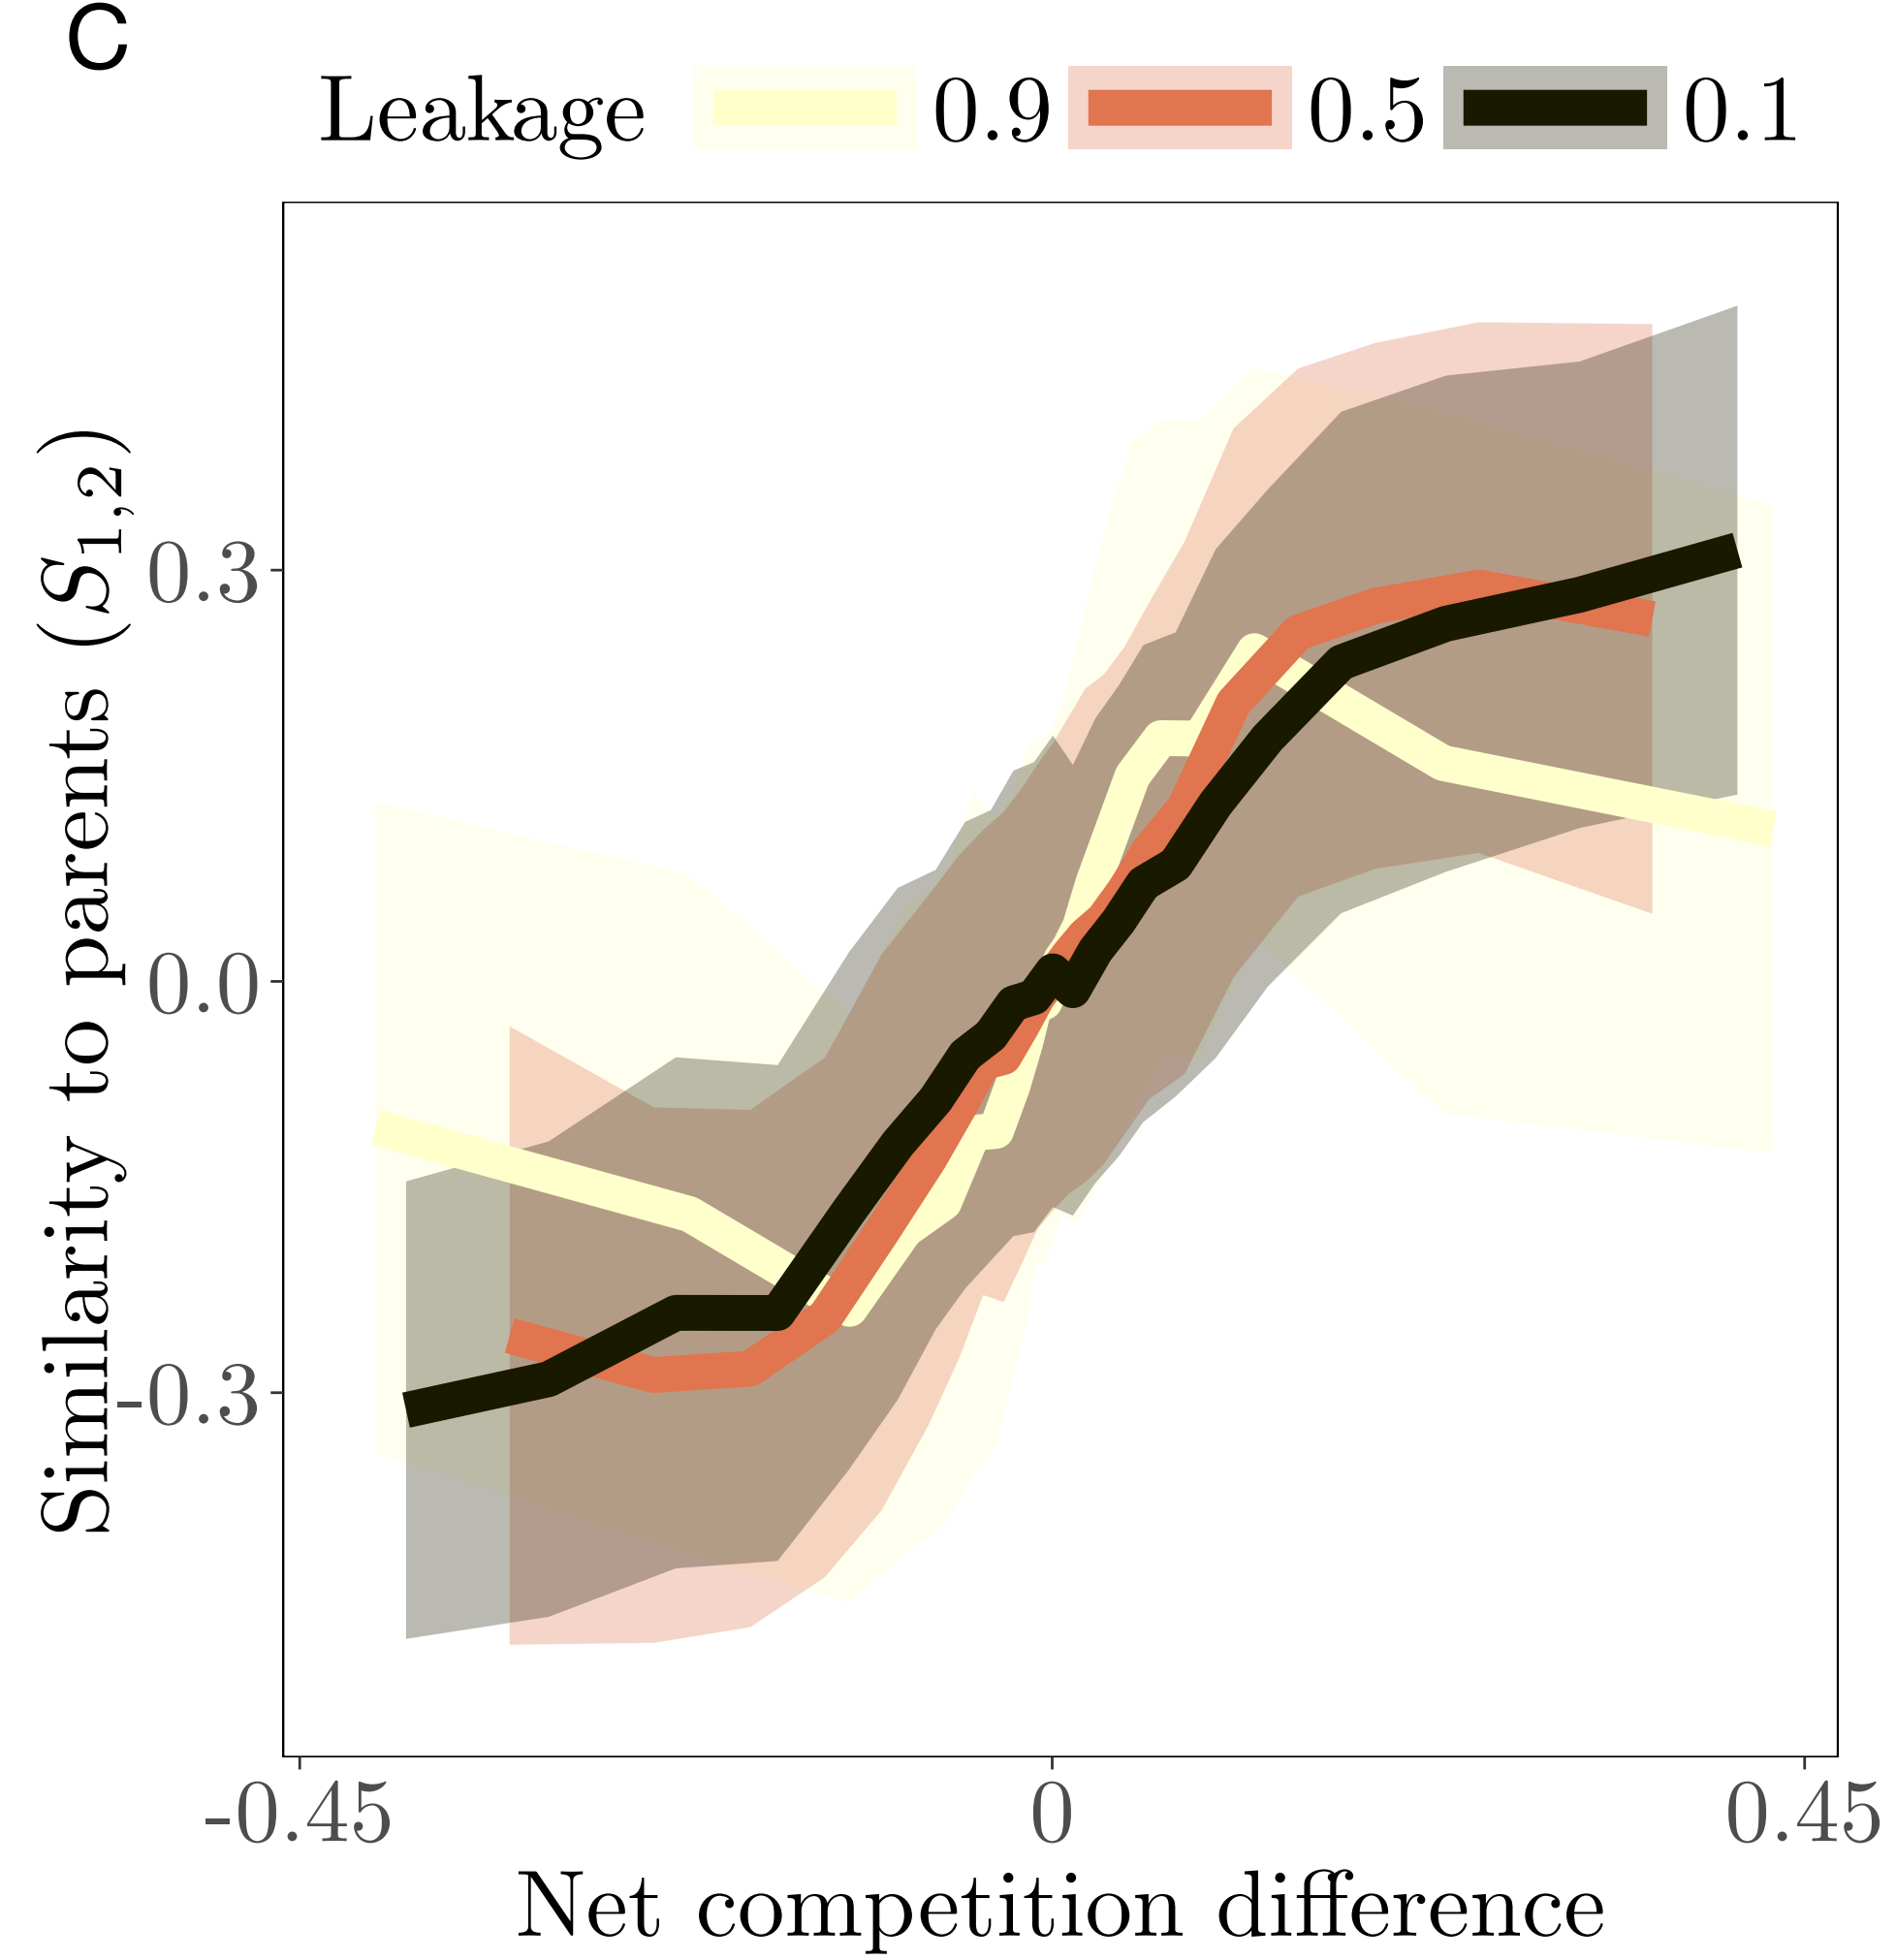 C
Leakage 0.9 0.5 0.1
Similarity to parents (S′1,2)
0.3
0.0
-0.3
-0.45 0 0.45
Net competition difference